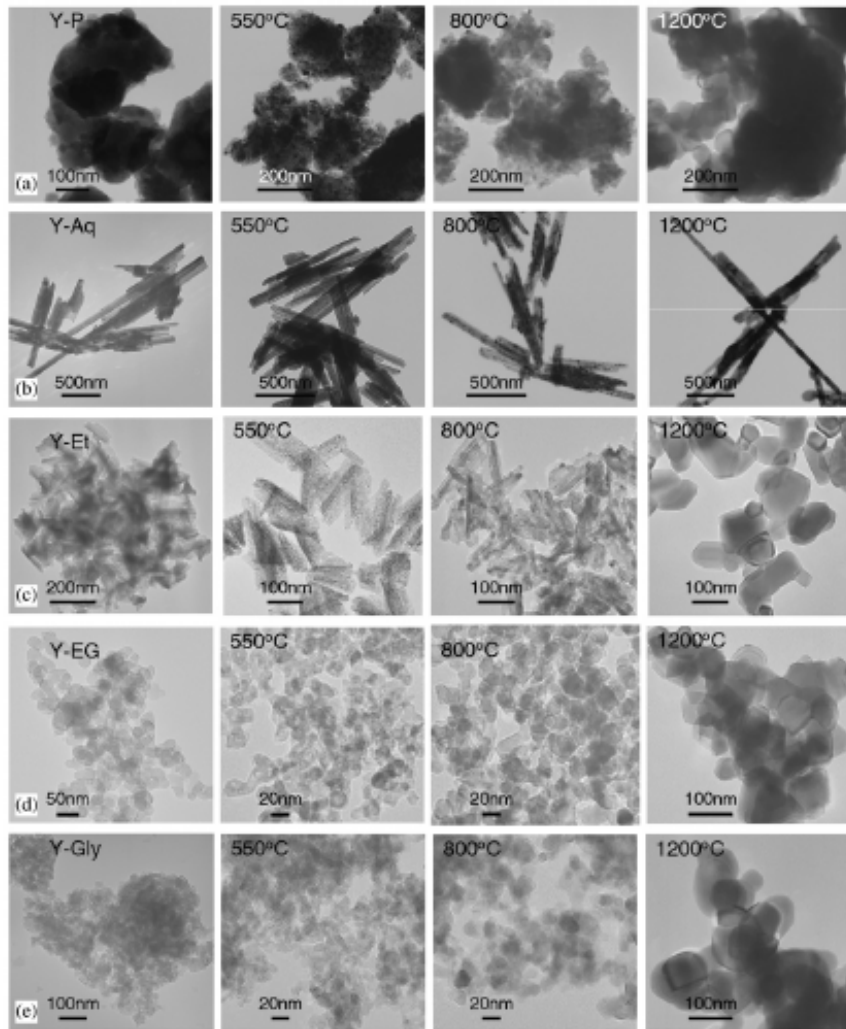 Y-P 550°C 800°C 1200°C
(a) 100nm 200nm 200nm 200nm
Y-Aq 550°C 800°C 1200°C
(b) 500nm 500nm 500nm 500nm
Y-Et 550°C 800°C 1200°C
(c) 200nm 100nm 100nm 100nm
Y-EG 550°C 800°C 1200°C
(d) 50nm 20nm 20nm 100nm
Y-Gly 550°C 800°C 1200°C
(e) 100nm 20nm 20nm 100nm